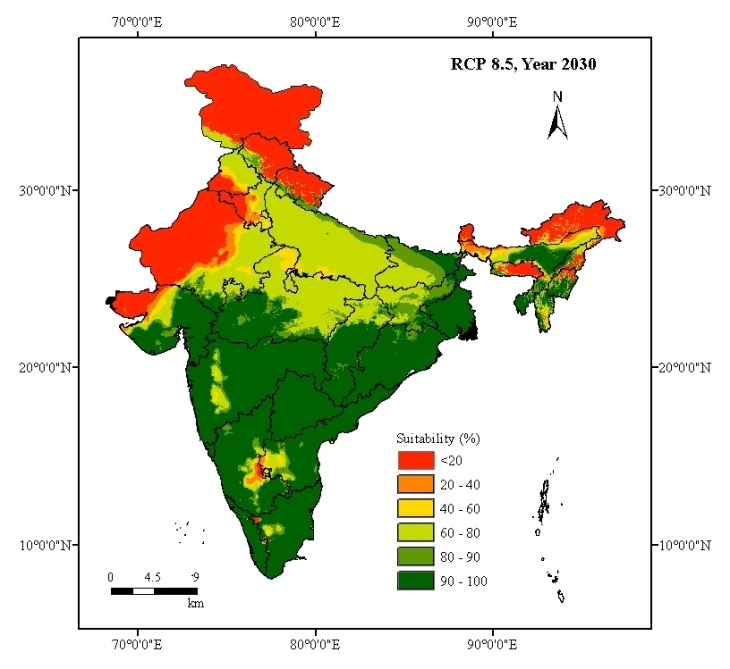 70°0'0"E 80°0'0"E 90°0'0"E
RCP 8.5, Year 2030
N
30°0'0"N 30°0'0"N
20°0'0"N 20°0'0"N
Suitability (%)
<20
20 - 40
40 - 60
60 - 80
80 - 90
90 - 100
10°0'0"N 10°0'0"N
0 4.5 9
km
70°0'0"E 80°0'0"E 90°0'0"E